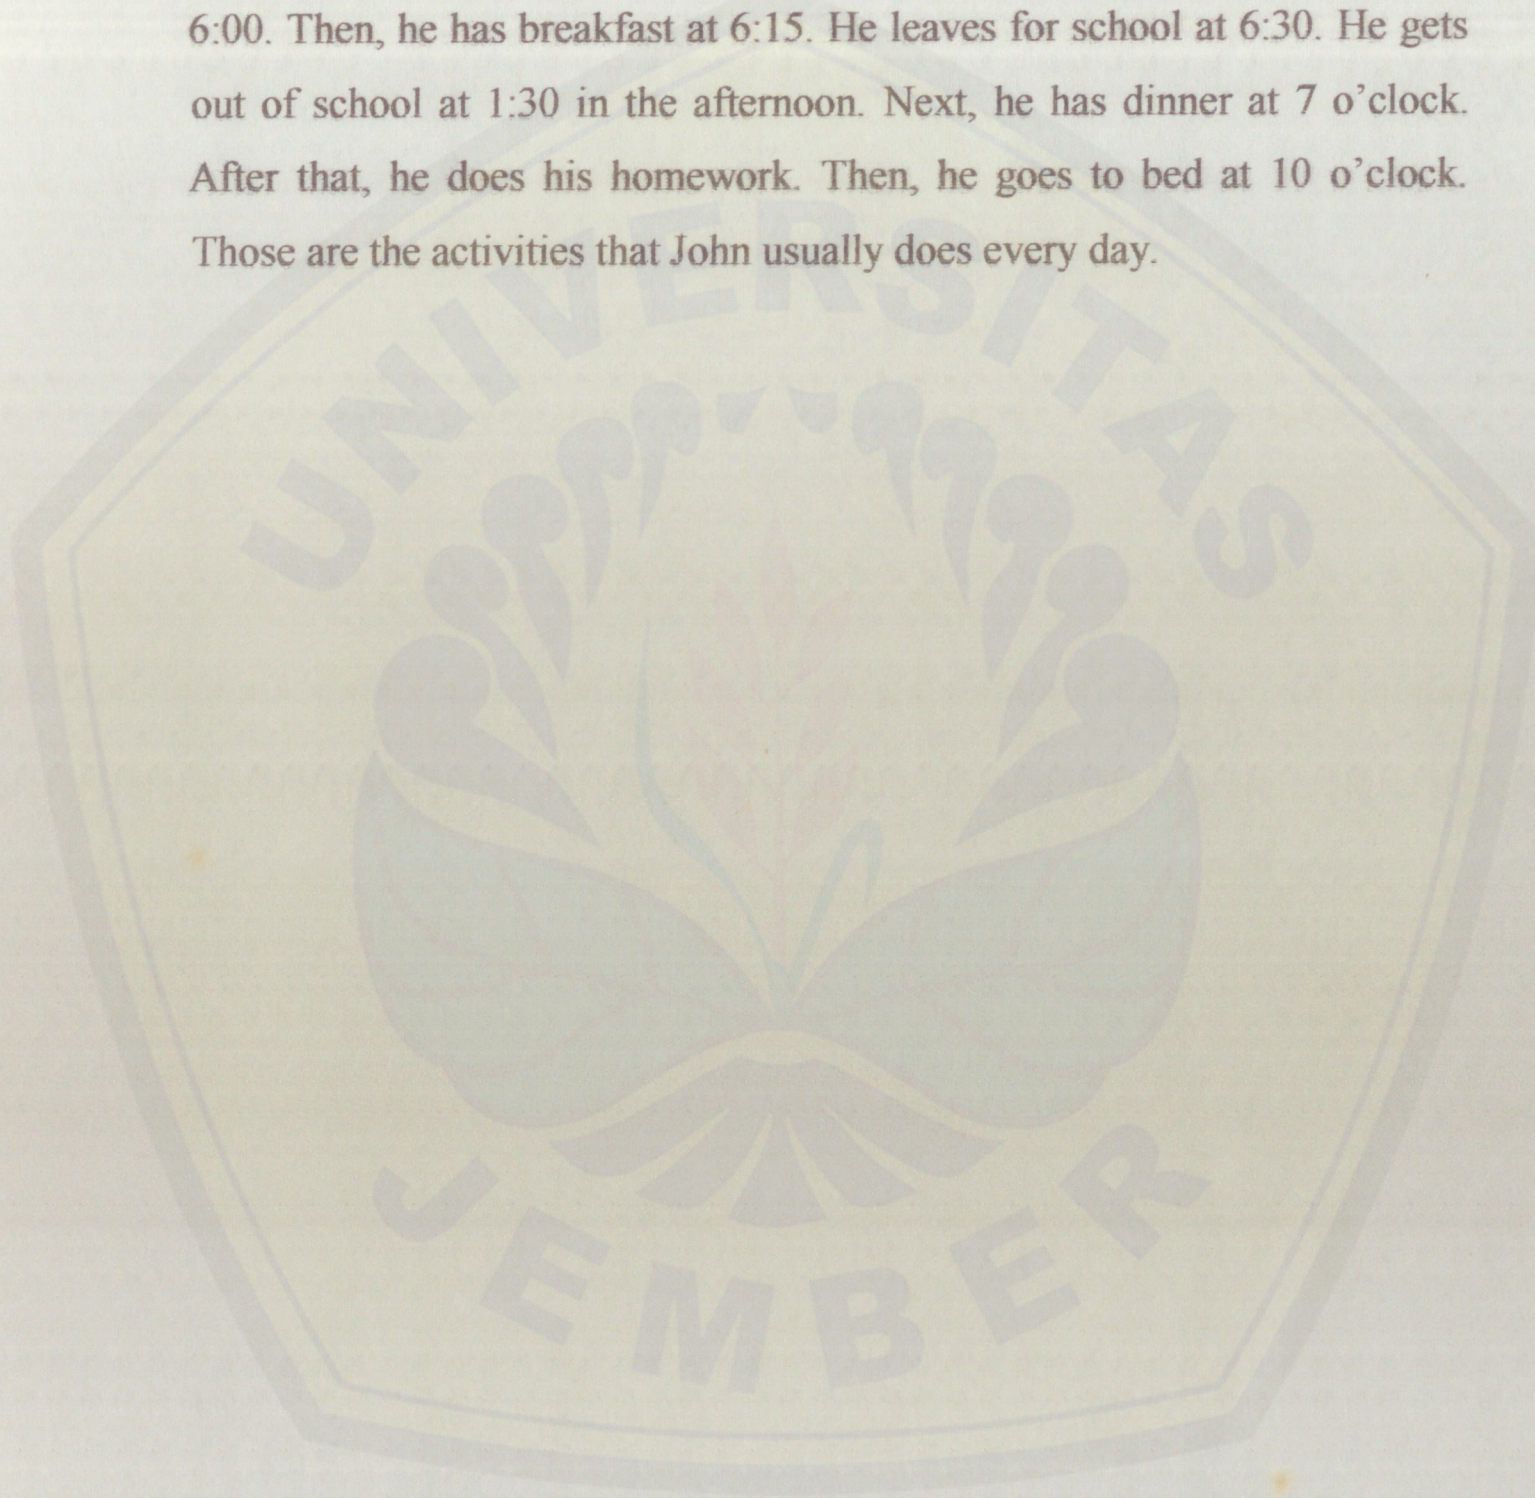 6:00. Then, he has breakfast at 6:15. He leaves for school at 6:30. He gets
out of school at 1:30 in the afternoon. Next, he has dinner at 7 o'clock.
After that, he does his homework. Then, he goes to bed at 10 o'clock.
Those are the activities that John usually does every day.
UNIVERSITAS
JEMBER